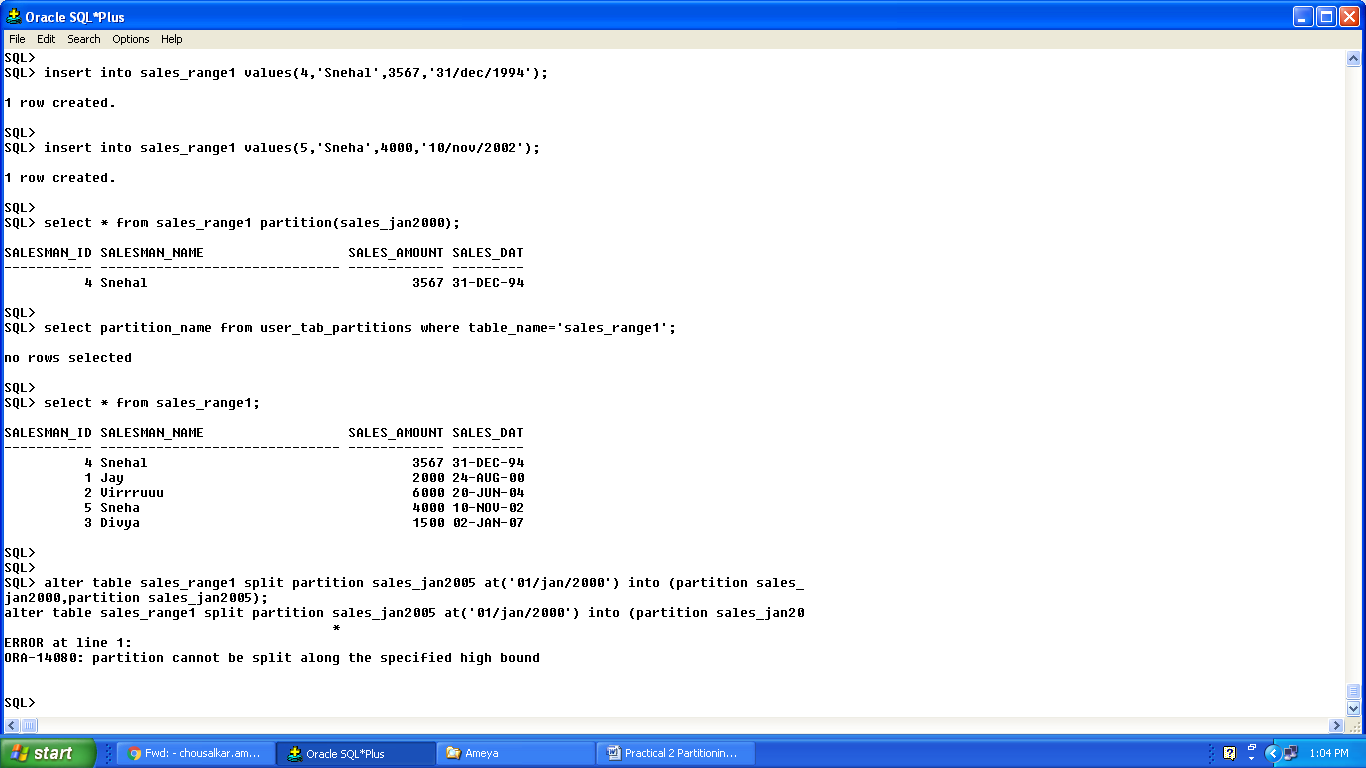 Oracle SQL*Plus
File Edit Search Options Help
SQL>
SQL> insert into sales_range1 values(4,'Snehal',3567,'31/dec/1994');
1 row created.
SQL>
SQL> insert into sales_range1 values(5,'Sneha',4000,'10/nov/2002');
1 row created.
SQL>
SQL> select * from sales_range1 partition(sales_jan2000);
SALESMAN_ID SALESMAN_NAME SALES_AMOUNT SALES_DAT
----------- ------------------------------ ------------ ---------
4 Snehal 3567 31-DEC-94
SQL>
SQL> select partition_name from user_tab_partitions where table_name='sales_range1';
no rows selected
SQL>
SQL> select * from sales_range1;
SALESMAN_ID SALESMAN_NAME SALES_AMOUNT SALES_DAT
----------- ------------------------------ ------------ ---------
4 Snehal 3567 31-DEC-94
1 Jay 2000 24-AUG-00
2 Virrruuu 6000 20-JUN-04
5 Sneha 4000 10-NOV-02
3 Divya 1500 02-JAN-07
SQL>
SQL>
SQL> alter table sales_range1 split partition sales_jan2005 at('01/jan/2000') into (partition sales_
jan2000,partition sales_jan2005);
alter table sales_range1 split partition sales_jan2005 at('01/jan/2000') into (partition sales_jan20
*
ERROR at line 1:
ORA-14080: partition cannot be split along the specified high bound
SQL>
start Fwd: - chousalkar.am... Oracle SQL*Plus Ameya Practical 2 Partitionin... 1:04 PM